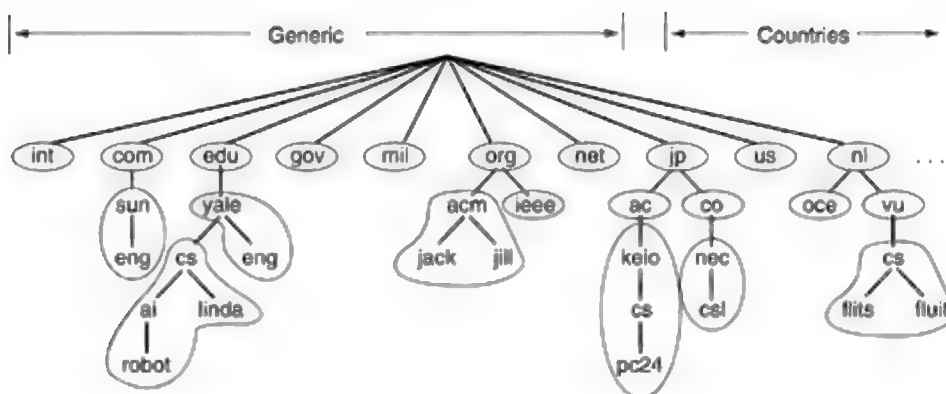 Generic Countries
int com edu gov mil org net jp us nl ....
sun yale acm ieee ac co oce vu
eng cs eng jack jill keio nec cs
ai linda cs csl flits fluit
robot pc24